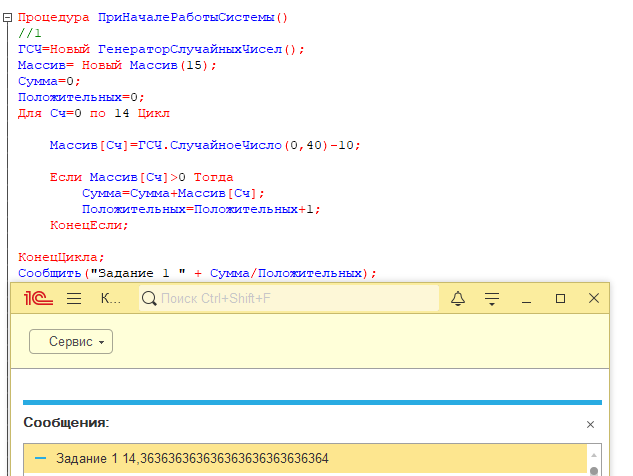 Процедура ПриНачалеРаботыСистемы()
//1
ГСЧ=Новый ГенераторСлучайныхЧисел();
Массив= Новый Массив(15);
Сумма=0;
Положительных=0;
Для Сч=0 по 14 Цикл
Массив[Сч]=ГСЧ.СлучайноеЧисло(0,40)-10;
Если Массив[Сч]>0 Тогда
Сумма=Сумма+Массив[Сч];
Положительных=Положительных+1;
КонецЕсли;
КонецЦикла;
Сообщить("Задание 1 " + Сумма/Положительных);
1С К... Поиск Ctrl+Shift+F
Сервис
Сообщения:
Задание 1 14,363636363636363636363636364